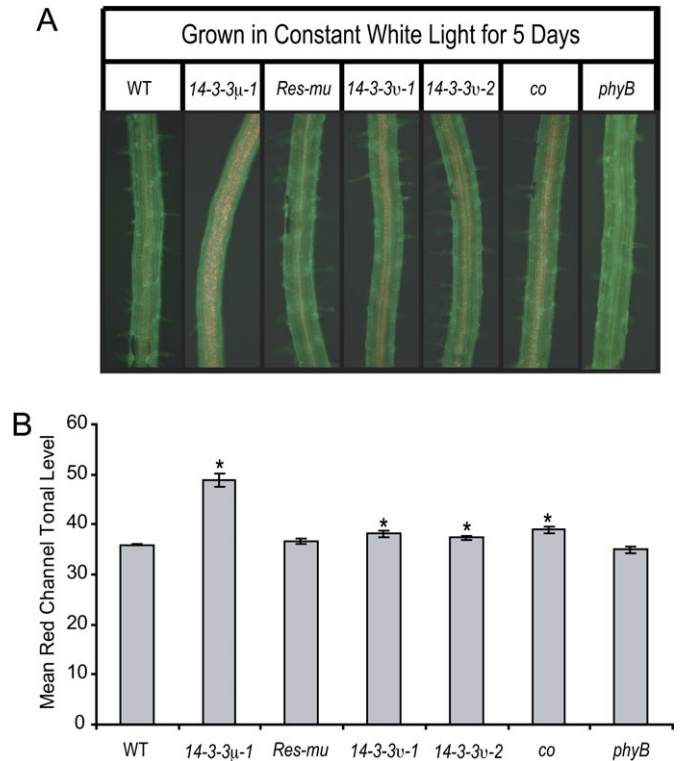 A
Grown in Constant White Light for 5 Days
WT 14-3-3μ-1 Res-mu 14-3-3υ-1 14-3-3υ-2 co phyB
B
Mean Red Channel Tonal Level
60
50
40
30
20
10
0
* * * *
WT 14-3-3μ-1 Res-mu 14-3-3υ-1 14-3-3υ-2 co phyB